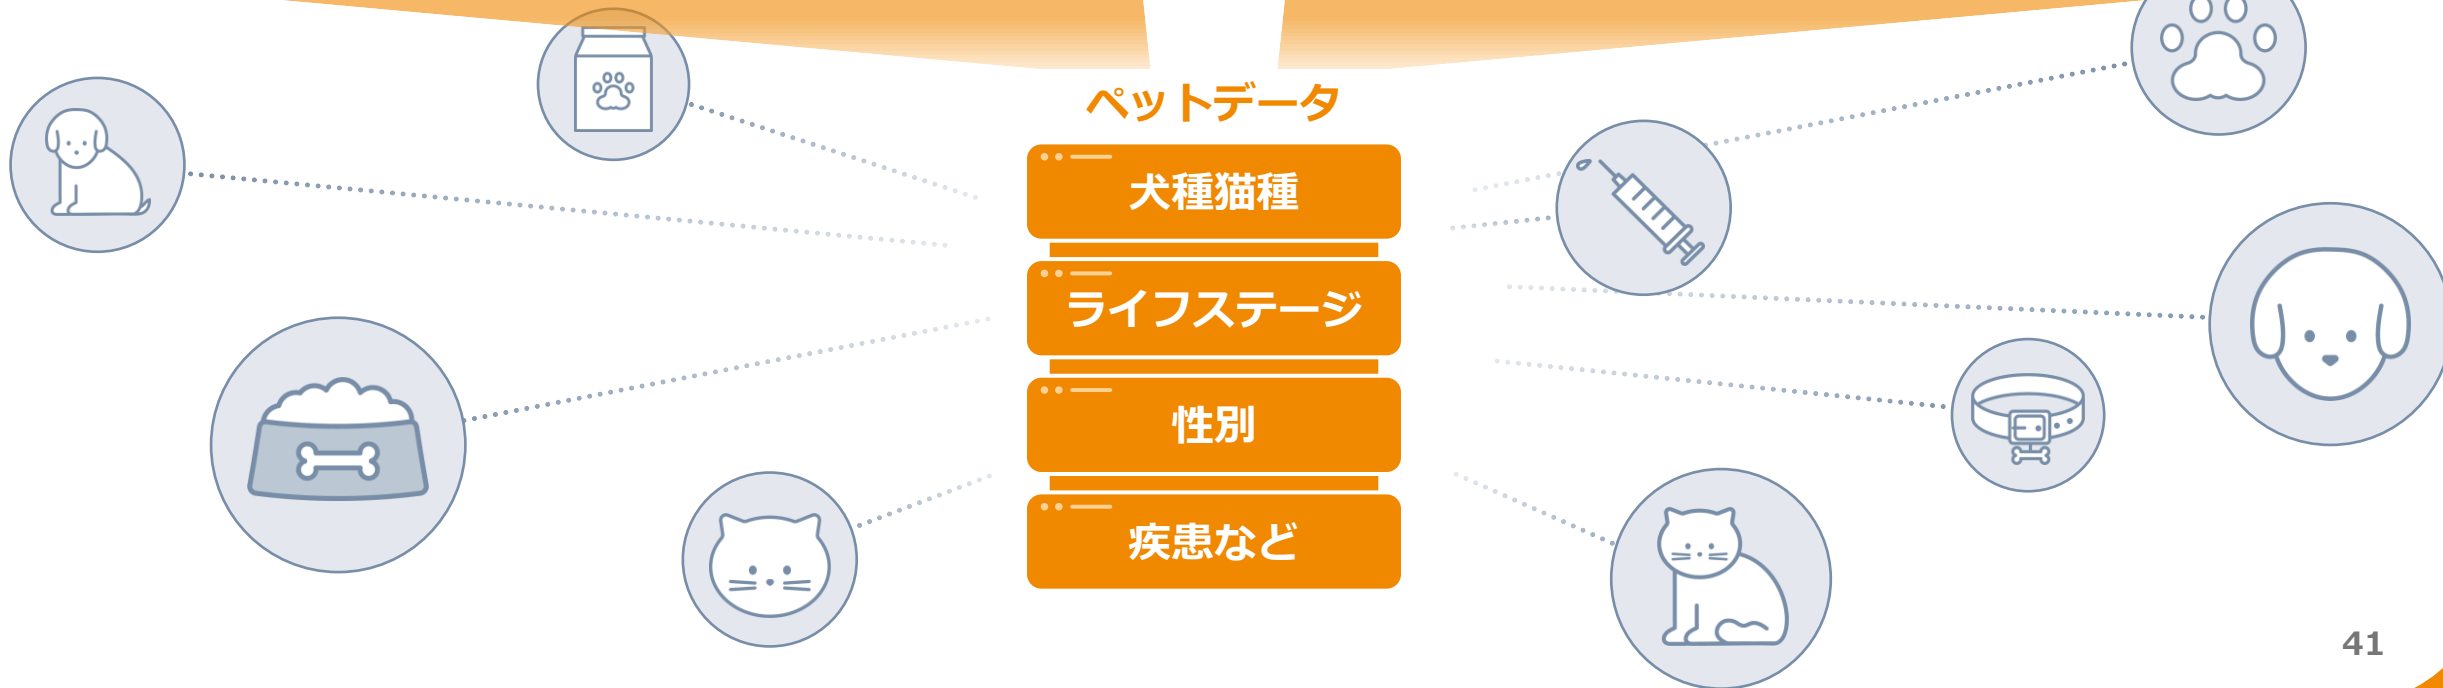 ペットデータ
犬種猫種
ライフステージ
性別
疾患など
41